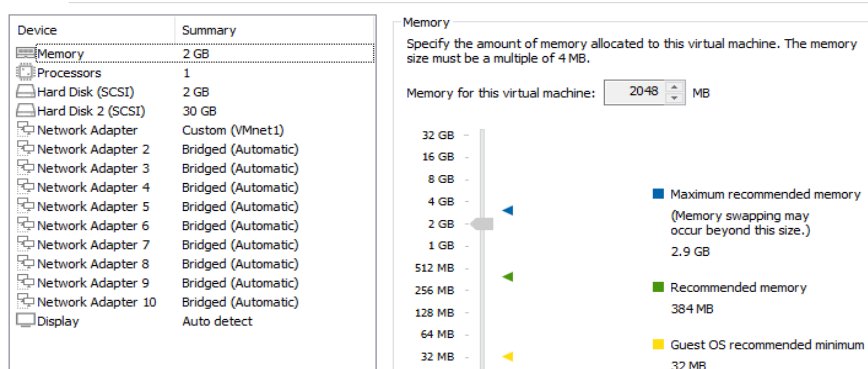 Device Summary
Memory 2 GB
Processors 1
Hard Disk (SCSI) 2 GB
Hard Disk 2 (SCSI) 30 GB
Network Adapter Custom (VMnet1)
Network Adapter 2 Bridged (Automatic)
Network Adapter 3 Bridged (Automatic)
Network Adapter 4 Bridged (Automatic)
Network Adapter 5 Bridged (Automatic)
Network Adapter 6 Bridged (Automatic)
Network Adapter 7 Bridged (Automatic)
Network Adapter 8 Bridged (Automatic)
Network Adapter 9 Bridged (Automatic)
Network Adapter 10 Bridged (Automatic)
Display Auto detect
Memory
Specify the amount of memory allocated to this virtual machine. The memory
size must be a multiple of 4 MB.
Memory for this virtual machine: 2048 MB
32 GB
16 GB
8 GB
4 GB
2 GB
1 GB
512 MB
256 MB
128 MB
64 MB
32 MB
Maximum recommended memory
(Memory swapping may
occur beyond this size.)
2.9 GB
Recommended memory
384 MB
Guest OS recommended minimum
32 MB